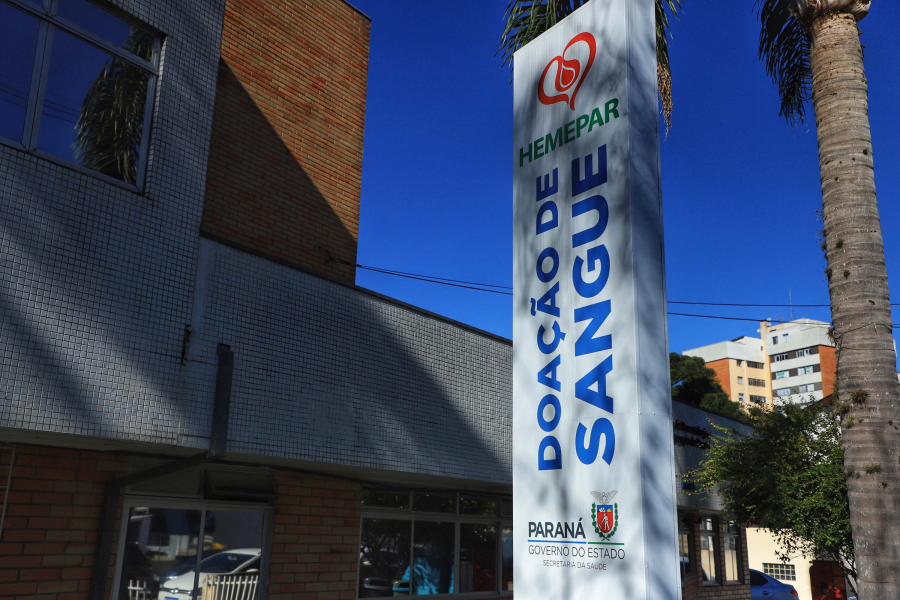 HEMEPAR
DOAÇÃO DE
SANGUE
PARANÁ
GOVERNO DO ESTADO
SECRETARIA DA SAÚDE